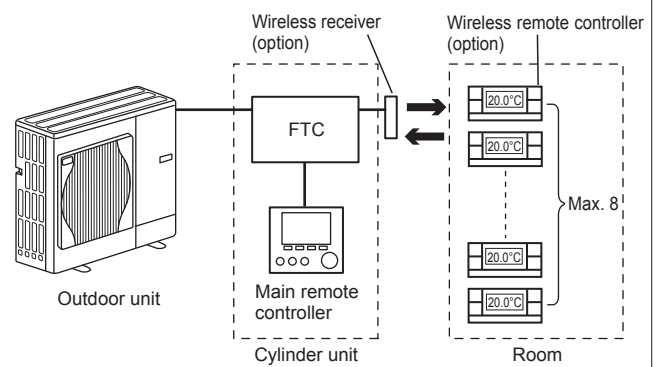 Wireless receiver
(option)
Wireless remote controller
(option)
FTC
20.0°C
20.0°C
Max. 8
20.0°C
20.0°C
Outdoor unit
Main remote
controller
Cylinder unit
Room